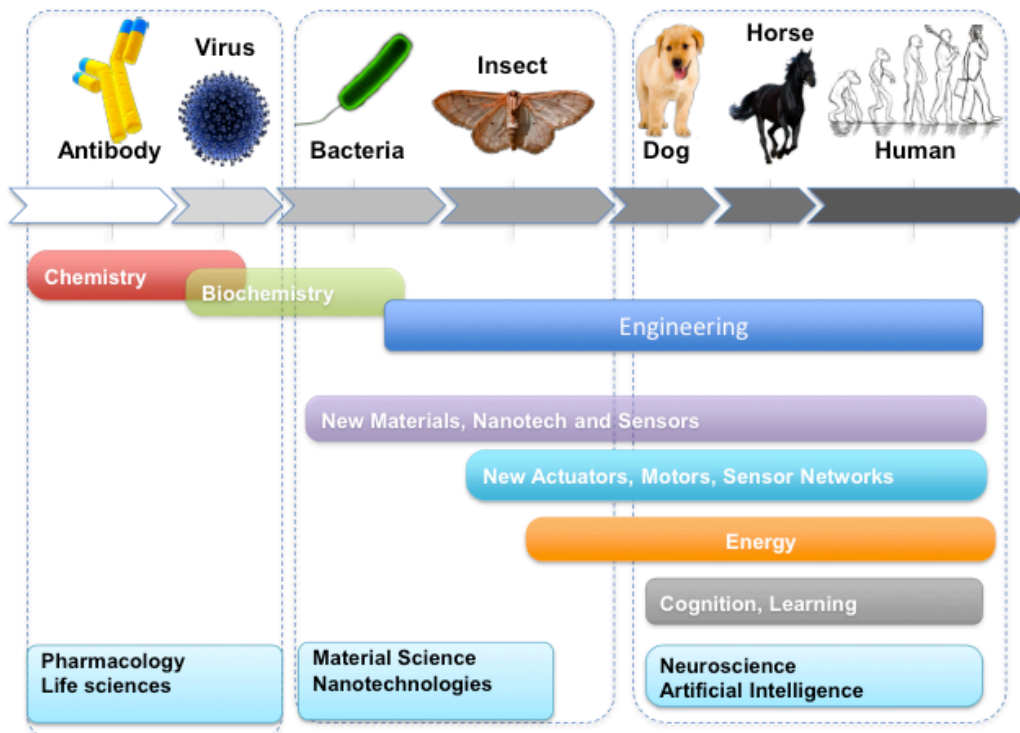 Virus
Horse
Insect
Antibody
Bacteria
Dog
Human
Chemistry
Biochemistry
Engineering
New Materials, Nanotech and Sensors
New Actuators, Motors, Sensor Networks
Energy
Cognition, Learning
Pharmacology
Life sciences
Material Science
Nanotechnologies
Neuroscience
Artificial Intelligence